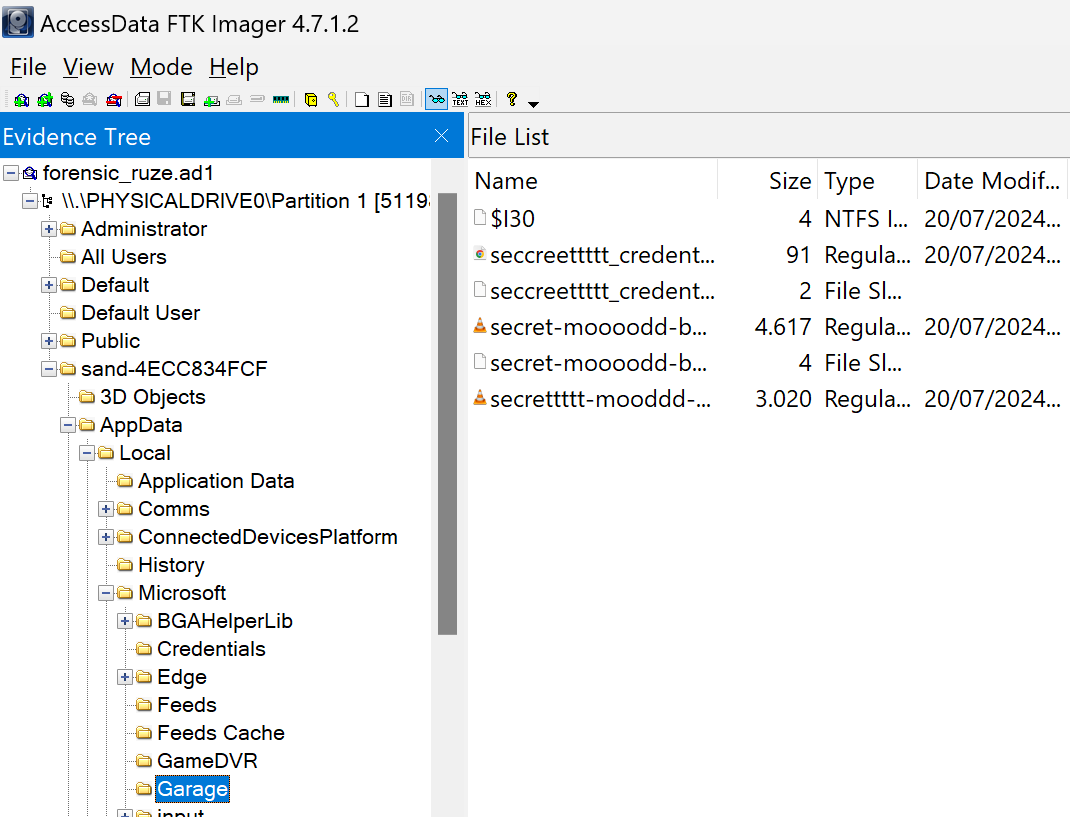 AccessData FTK Imager 4.7.1.2
File View Mode Help
Evidence Tree
forensic_ruze.ad1
\\.\PHYSICALDRIVE0\Partition 1 [5119
Administrator
All Users
Default
Default User
Public
sand-4ECC834FCF
3D Objects
AppData
Local
Application Data
Comms
ConnectedDevicesPlatform
History
Microsoft
BGAHelperLib
Credentials
Edge
Feeds
Feeds Cache
GameDVR
Garage
input
File List
Name Size Type Date Modif...
$I30 4 NTFS I... 20/07/2024...
seccreettttt_credent... 91 Regula... 20/07/2024...
seccreettttt_credent... 2 File Sl...
secret-moooodd-b... 4.617 Regula... 20/07/2024...
secret-moooodd-b... 4 File Sl...
secrettttt-mooddd-... 3.020 Regula... 20/07/2024...